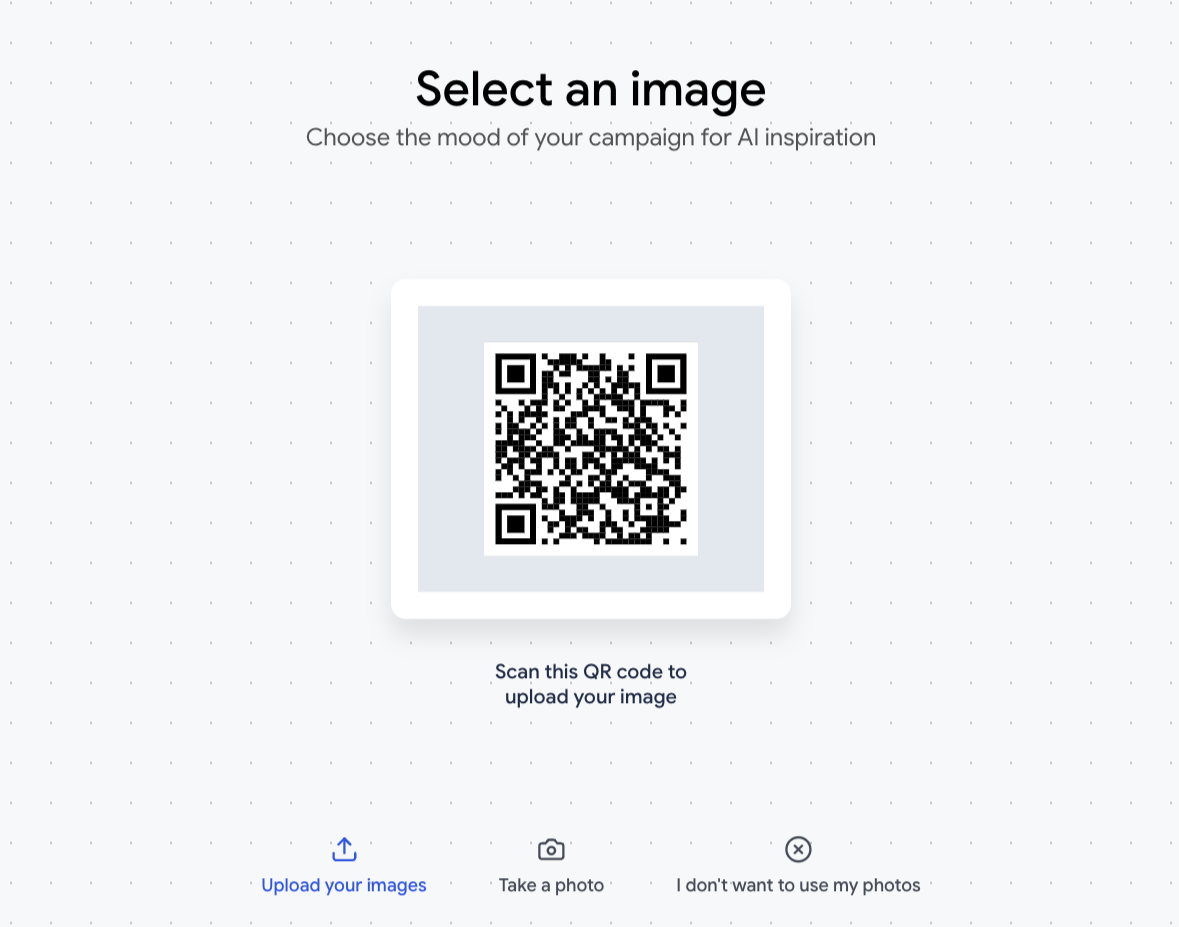 Select an image
Choose the mood of your campaign for AI inspiration
Scan this QR code to
upload your image
Upload your images
Take a photo
I don't want to use my photos